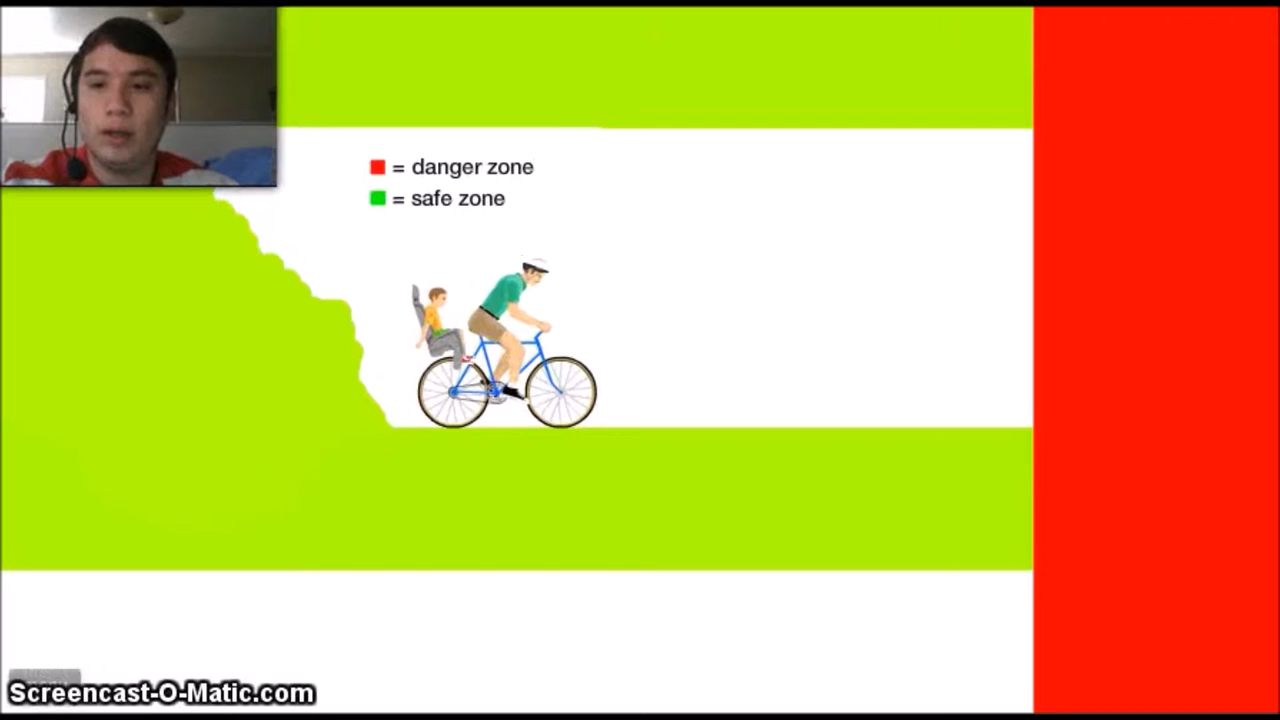 = danger zone
= safe zone
Screencast-O-Matic.com